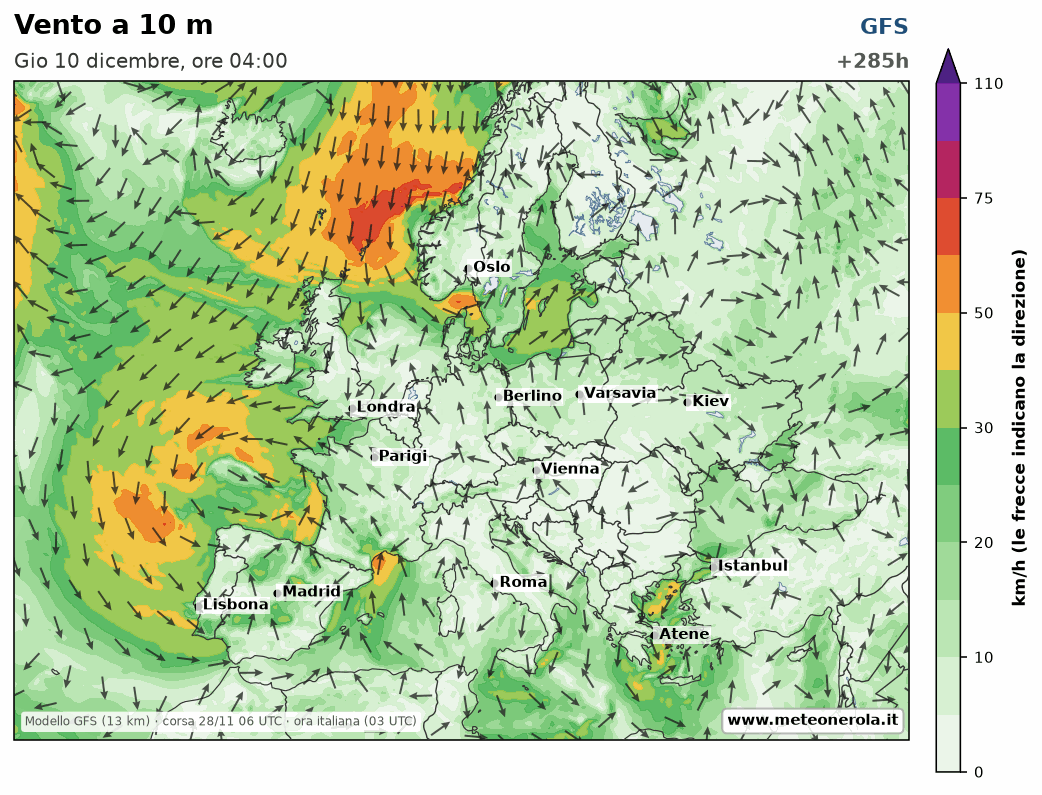 Vento a 10 m
GFS
Gio 10 dicembre, ore 04:00
+285h
110
75
50
30
20
10
0
km/h (le frecce indicano la direzione)
Oslo
Berlino
Varsavia
Kiev
Londra
Parigi
Vienna
Istanbul
Roma
Madrid
Lisbona
Atene
Modello GFS (13 km) · corsa 28/11 06 UTC · ora italiana (03 UTC)
www.meteonerola.it